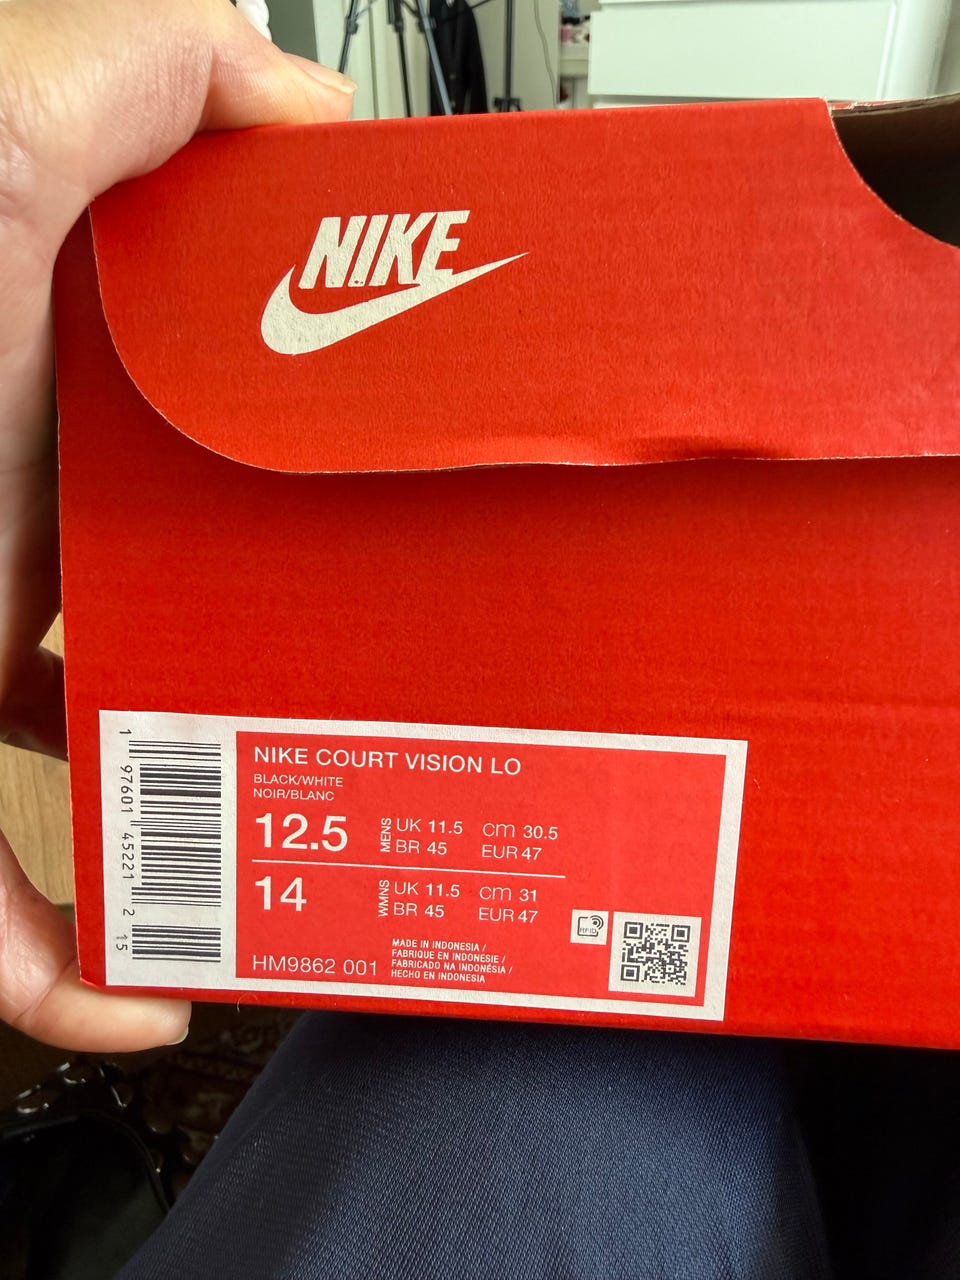 NIKE
NIKE COURT VISION LO
BLACK/WHITE
NOIR/BLANC
12.5
MENS
UK 11.5 cm 30.5
BR 45 EUR 47
14
WMNS
UK 11.5 cm 31
BR 45 EUR 47
HM9862 001
MADE IN INDONESIA /
FABRIQUE EN INDONESIE /
FABRICADO NA INDONÉSIA /
HECHO EN INDONESIA
RFID
1 97601 45221 2 15